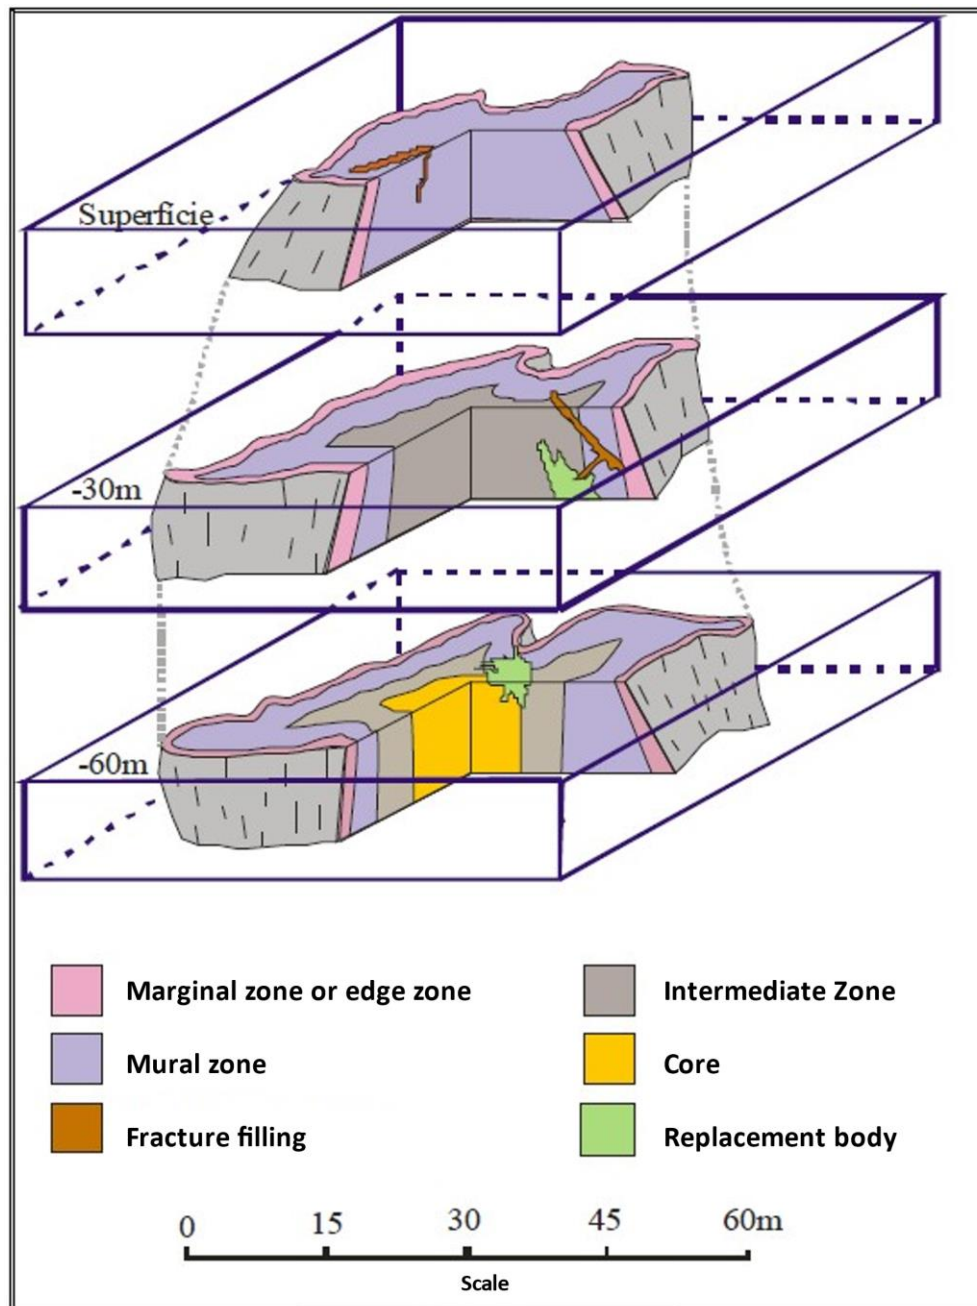 Superfície
-30m
-60m
Marginal zone or edge zone
Intermediate Zone
Mural zone
Core
Fracture filling
Replacement body
0 15 30 45 60m
Scale